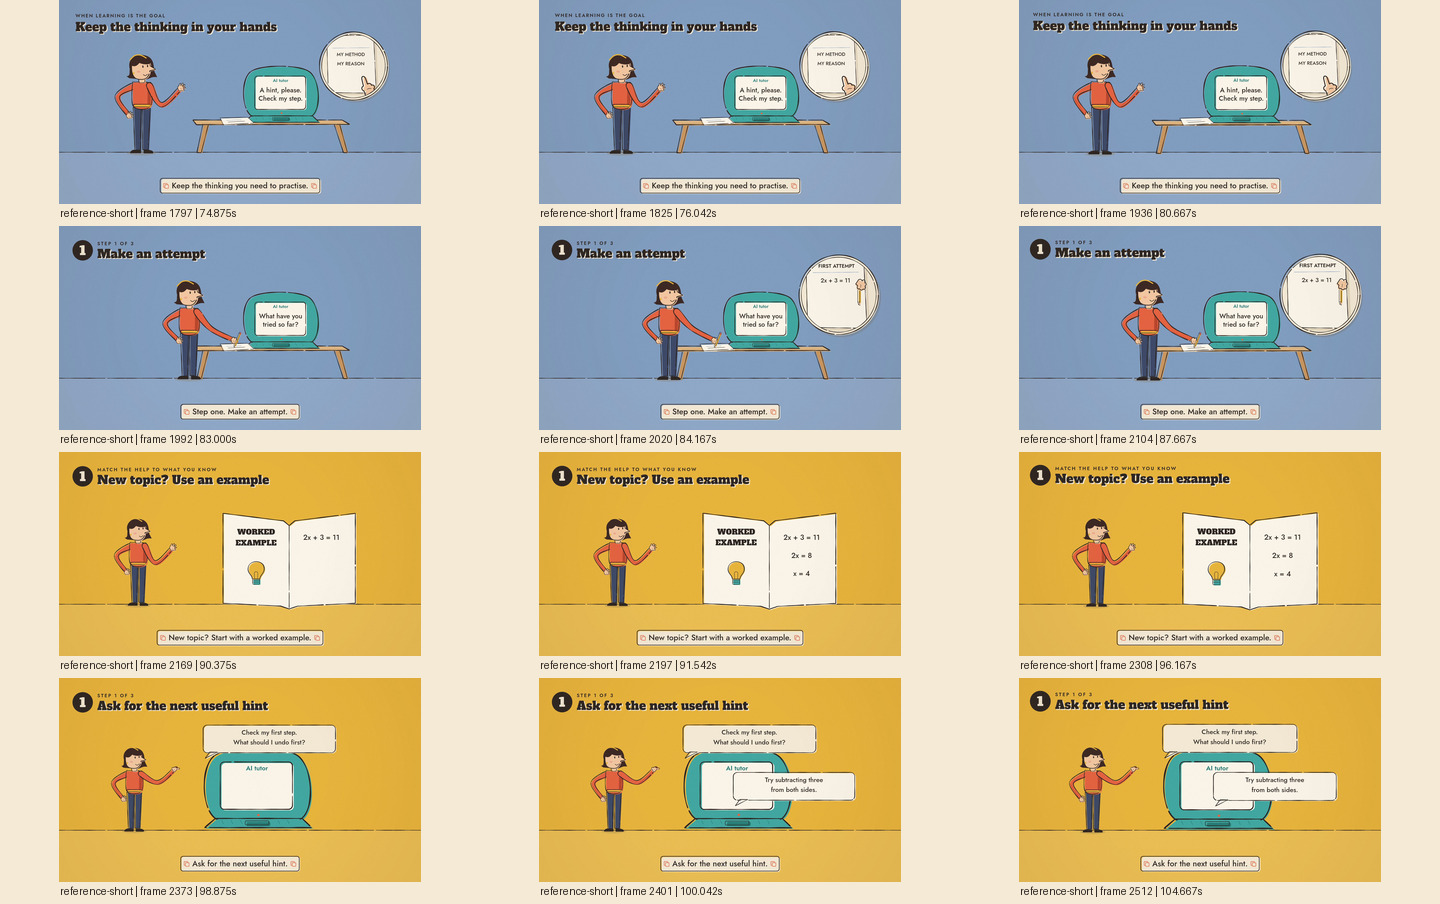 WHEN LEARNING IS THE GOAL
Keep the thinking in your hands
MY METHOD
MY REASON
AI tutor
A hint, please.
Check my step.
Keep the thinking you need to practise.
reference-short | frame 1797 | 74.875s
WHEN LEARNING IS THE GOAL
Keep the thinking in your hands
MY METHOD
MY REASON
AI tutor
A hint, please.
Check my step.
Keep the thinking you need to practise.
reference-short | frame 1825 | 76.042s
WHEN LEARNING IS THE GOAL
Keep the thinking in your hands
MY METHOD
MY REASON
AI tutor
A hint, please.
Check my step.
Keep the thinking you need to practise.
reference-short | frame 1936 | 80.667s
1
STEP 1 OF 3
Make an attempt
AI tutor
What have you
tried so far?
Step one. Make an attempt.
reference-short | frame 1992 | 83.000s
1
STEP 1 OF 3
Make an attempt
FIRST ATTEMPT
2x + 3 = 11
AI tutor
What have you
tried so far?
Step one. Make an attempt.
reference-short | frame 2020 | 84.167s
1
STEP 1 OF 3
Make an attempt
FIRST ATTEMPT
2x + 3 = 11
AI tutor
What have you
tried so far?
Step one. Make an attempt.
reference-short | frame 2104 | 87.667s
1
MATCH THE HELP TO WHAT YOU KNOW
New topic? Use an example
WORKED
EXAMPLE
2x + 3 = 11
New topic? Start with a worked example.
reference-short | frame 2169 | 90.375s
1
MATCH THE HELP TO WHAT YOU KNOW
New topic? Use an example
WORKED
EXAMPLE
2x + 3 = 11
2x = 8
x = 4
New topic? Start with a worked example.
reference-short | frame 2197 | 91.542s
1
MATCH THE HELP TO WHAT YOU KNOW
New topic? Use an example
WORKED
EXAMPLE
2x + 3 = 11
2x = 8
x = 4
New topic? Start with a worked example.
reference-short | frame 2308 | 96.167s
1
STEP 1 OF 3
Ask for the next useful hint
Check my first step.
What should I undo first?
AI tutor
Ask for the next useful hint.
reference-short | frame 2373 | 98.875s
1
STEP 1 OF 3
Ask for the next useful hint
Check my first step.
What should I undo first?
AI tutor
Try subtracting three
from both sides.
Ask for the next useful hint.
reference-short | frame 2401 | 100.042s
1
STEP 1 OF 3
Ask for the next useful hint
Check my first step.
What should I undo first?
AI tutor
Try subtracting three
from both sides.
Ask for the next useful hint.
reference-short | frame 2512 | 104.667s